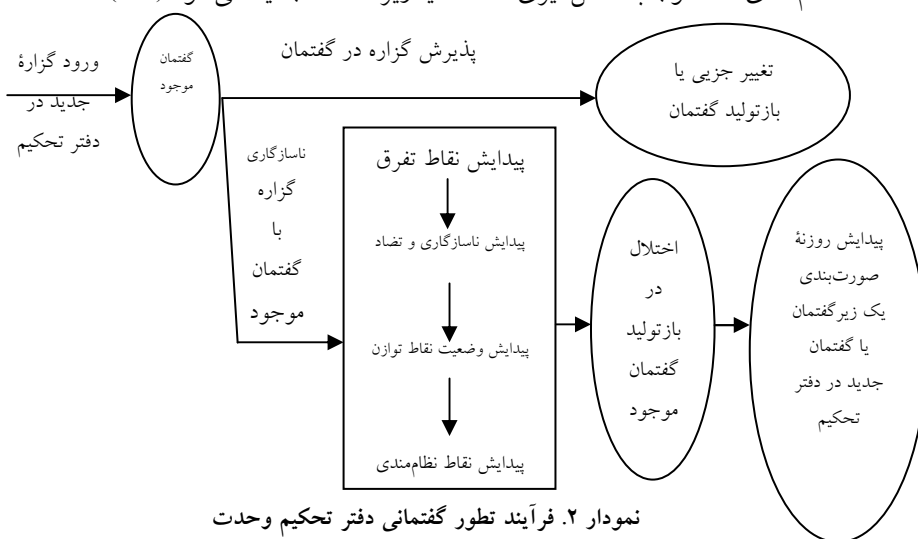 ورود گزارهٔ
جدید در
دفتر تحکیم
گفتمان
موجود
پذیرش گزاره در گفتمان
تغییر جزیی یا
بازتولید گفتمان
ناسازگاری
گزاره
با
گفتمان
موجود
پیدایش نقاط تفرق
پیدایش ناسازگاری و تضاد
پیدایش وضعیت نقاط توازن
پیدایش نقاط نظام‌مندی
اختلال
در
بازتولید
گفتمان
موجود
پیدایش روزنهٔ
صورت‌بندی
یک زیرگفتمان
یا گفتمان
جدید در دفتر
تحکیم
نمودار ۲. فرآیند تطور گفتمانی دفتر تحکیم وحدت